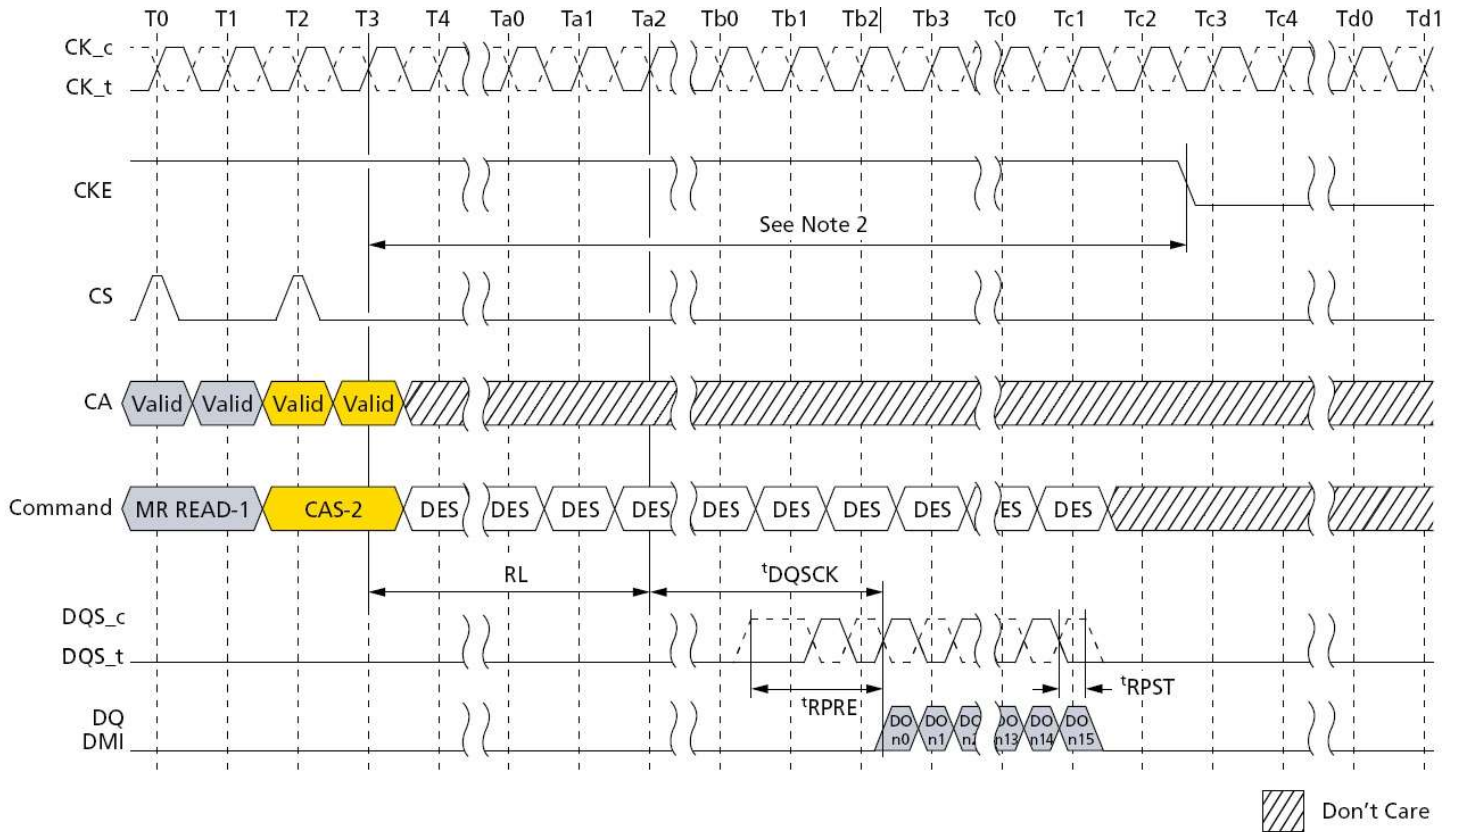 T0 T1 T2 T3 T4 Ta0 Ta1 Ta2 Tb0 Tb1 Tb2 Tb3 Tc0 Tc1 Tc2 Tc3 Tc4 Td0 Td1
CK_c
CK_t
CKE
See Note 2
CS
CA Valid Valid Valid Valid
Command MR READ-1 CAS-2 DES DES DES DES DES DES DES DES ES DES
RL tDQSCK
DQS_c
DQS_t
tRPRE tRPST
DQ
DMI
DO DO DO DO DO DO
n0 n1 n2 n13 n14 n15
Don't Care